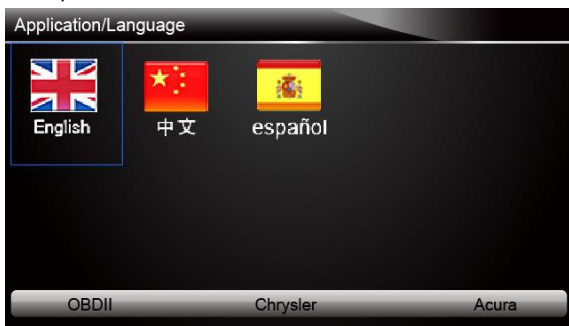 Application/Language
English 中文 español
OBDII Chrysler Acura